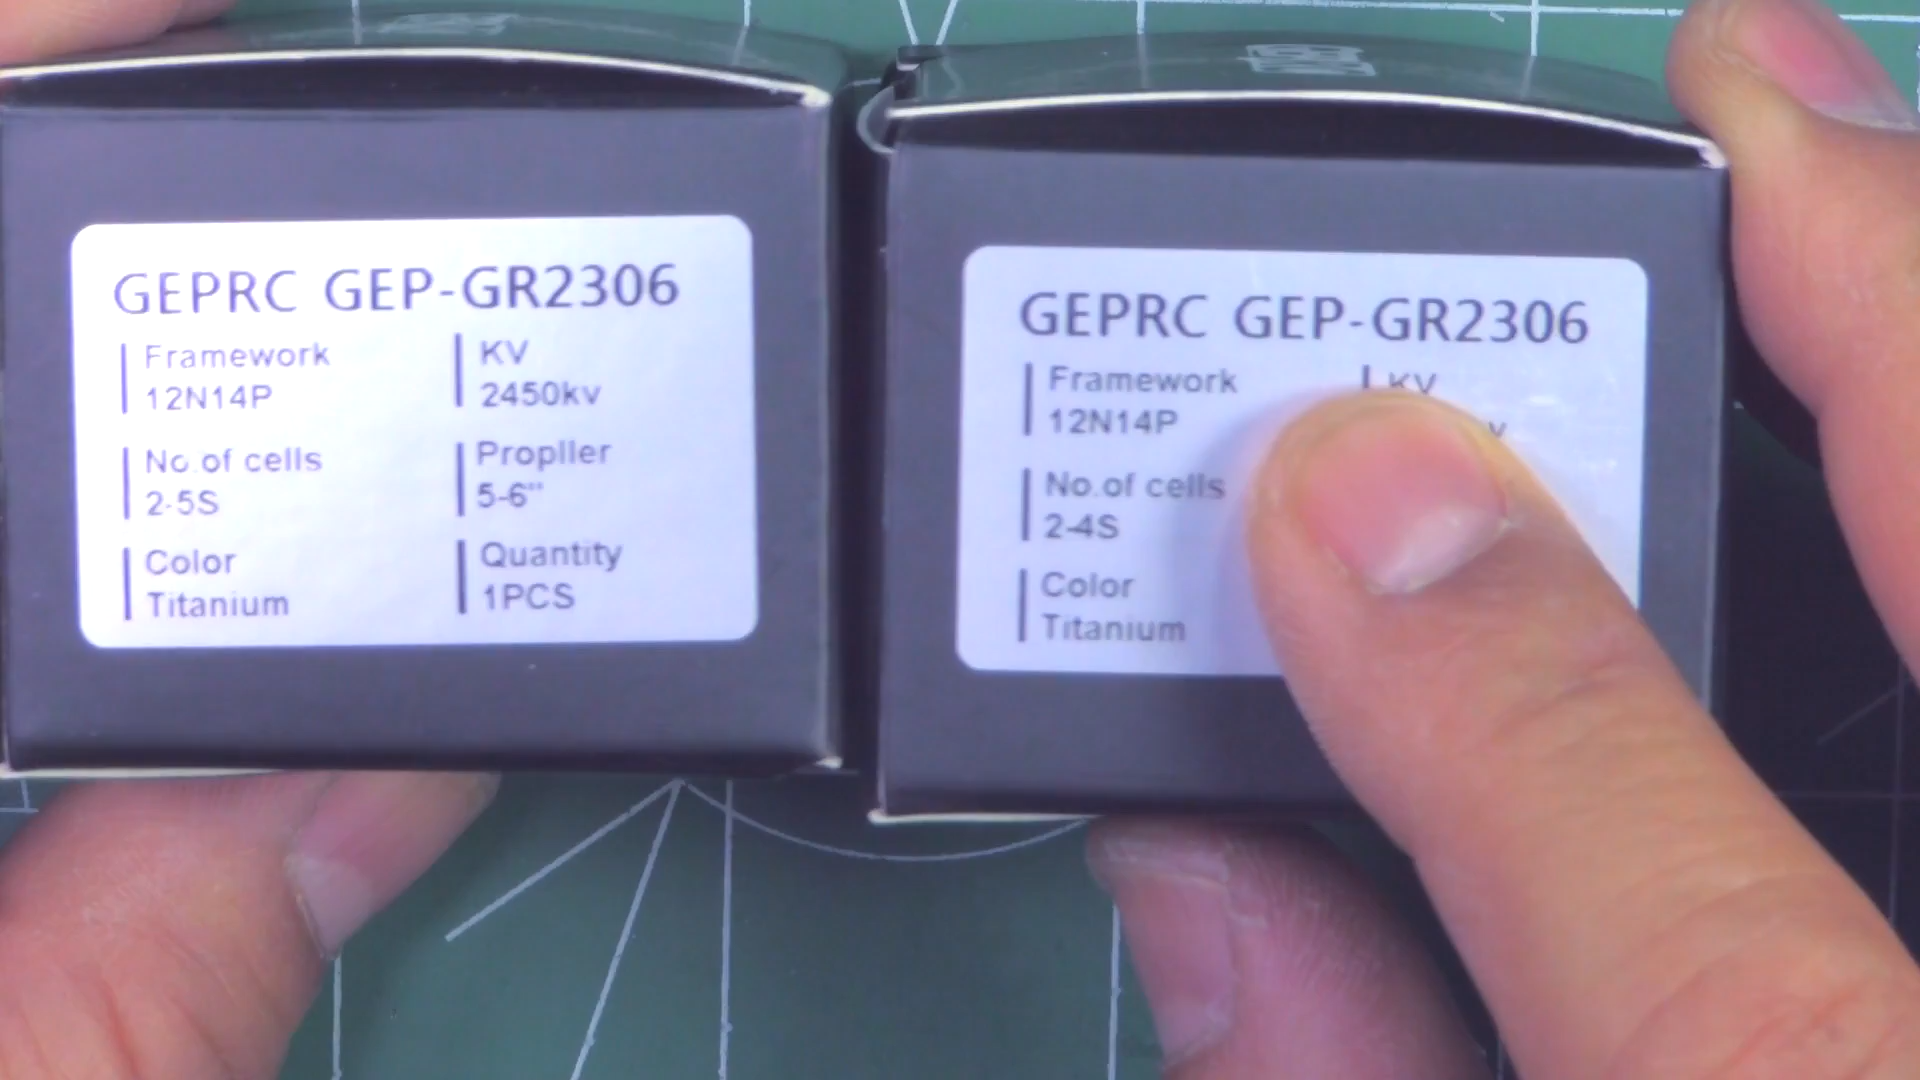 GEPRC GEP-GR2306
Framework
12N14P
KV
2450kv
No.of cells
2-5S
Propller
5-6"
Color
Titanium
Quantity
1PCS
GEPRC GEP-GR2306
Framework
12N14P
KV
No.of cells
2-4S
Color
Titanium